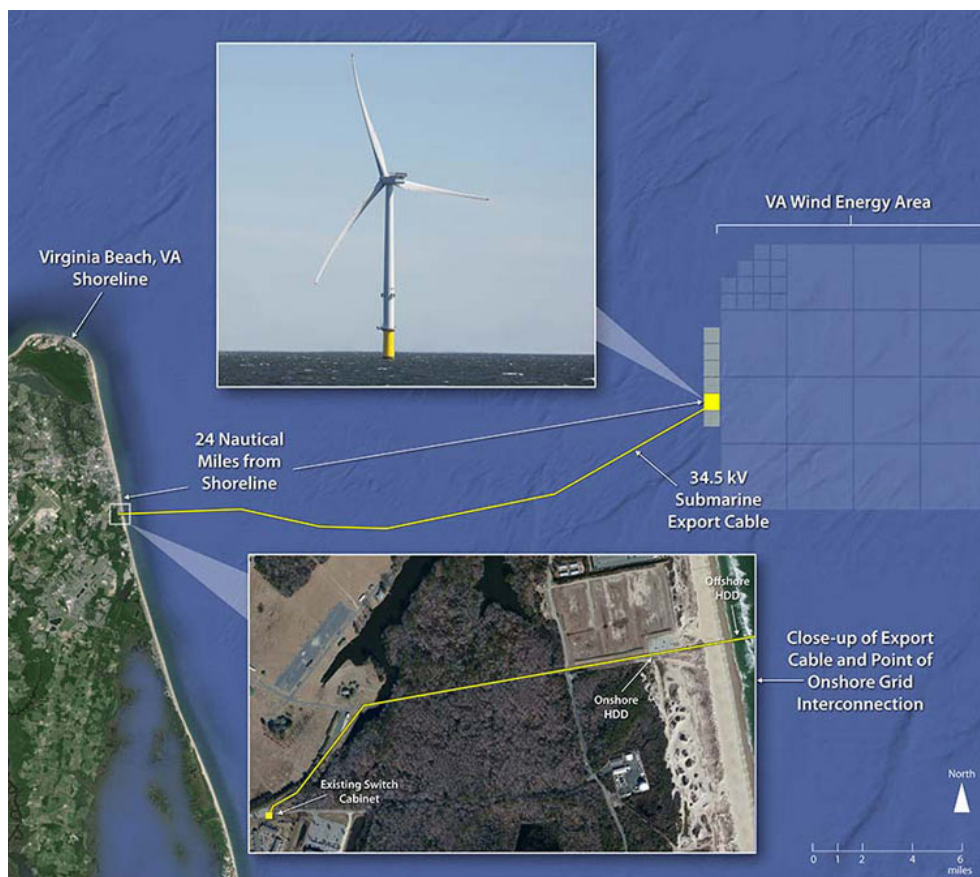 VA Wind Energy Area
Virginia Beach, VA
Shoreline
24 Nautical
Miles from
Shoreline
34.5 kV
Submarine
Export Cable
Offshore
HDD
Onshore
HDD
Existing Switch
Cabinet
Close-up of Export
Cable and Point of
Onshore Grid
Interconnection
North
0 1 2 4 6
miles